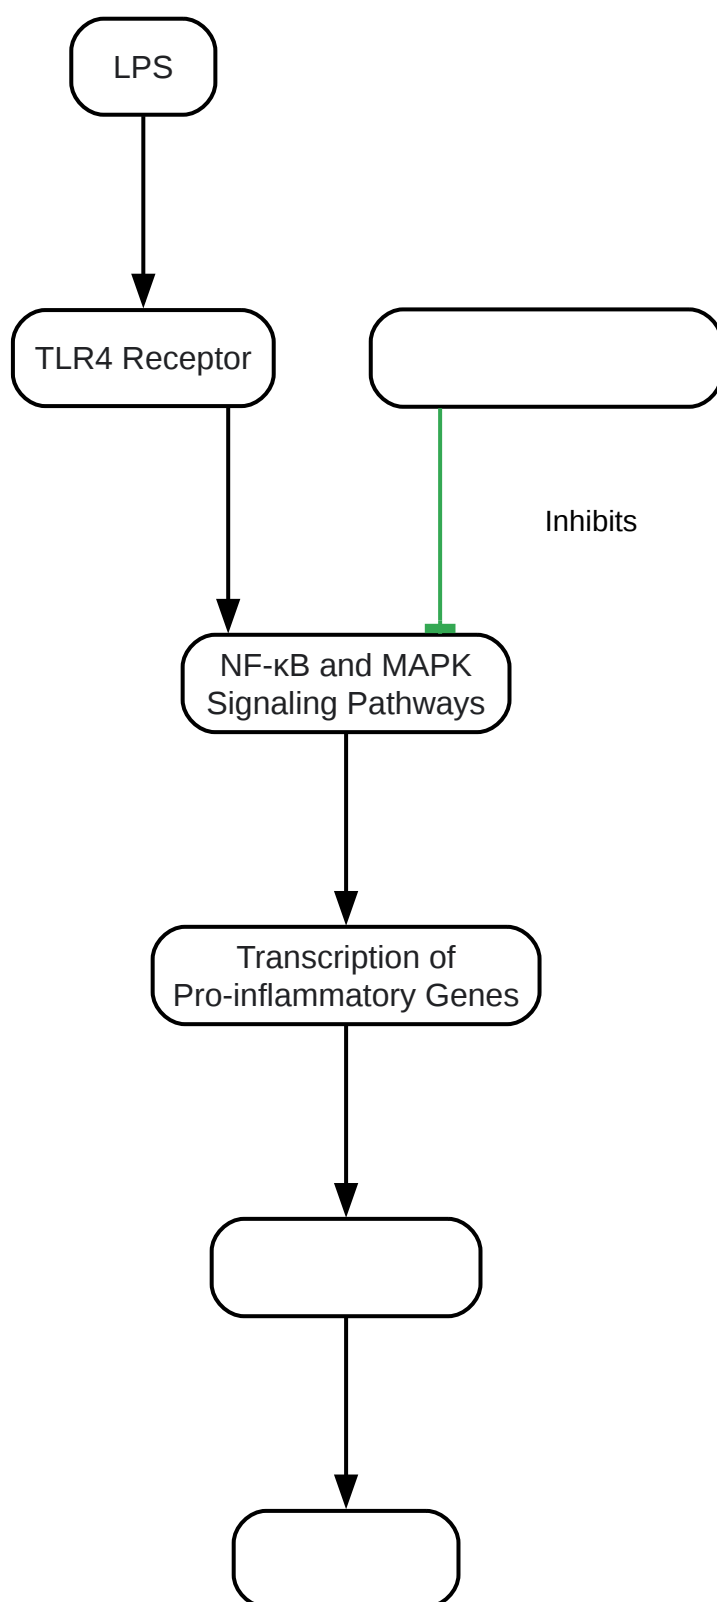 LPS
TLR4 Receptor
Inhibits
NF-κB and MAPK
Signaling Pathways
Transcription of
Pro-inflammatory Genes